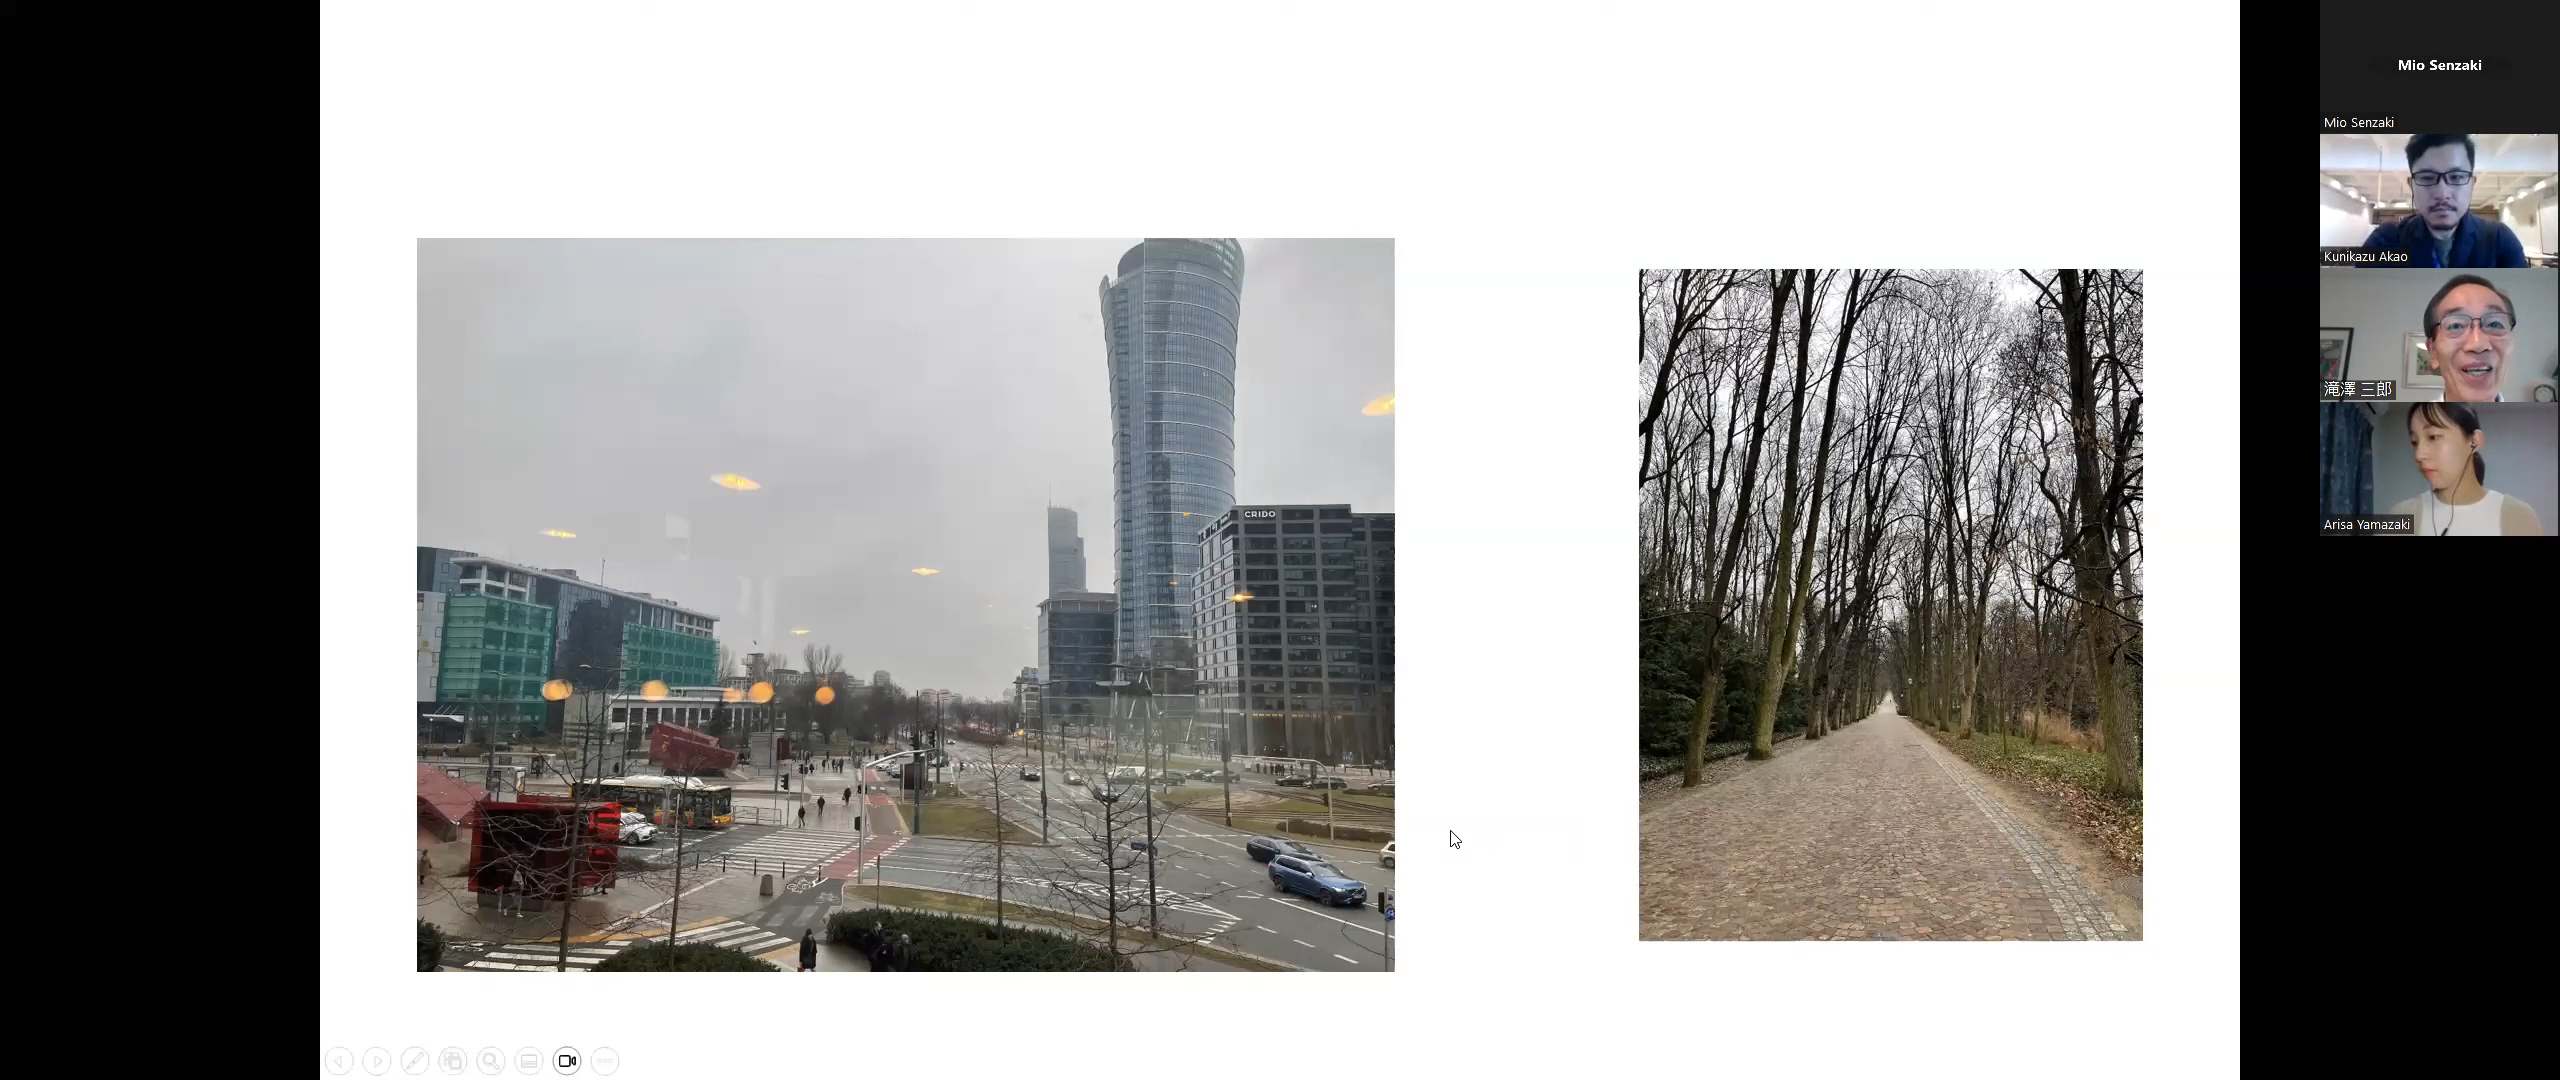 CRIDO
Mio Senzaki
Mio Senzaki
Kunikazu Akao
滝澤 三郎
Arisa Yamazaki